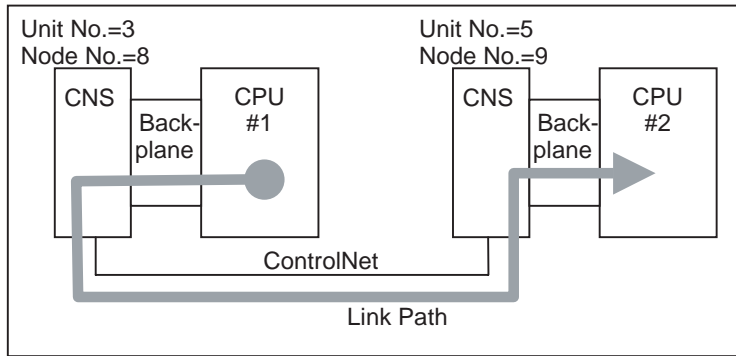 Unit No.=3
Node No.=8
CNS
Back-
plane
CPU
#1
Unit No.=5
Node No.=9
CNS
Back-
plane
CPU
#2
ControlNet
Link Path